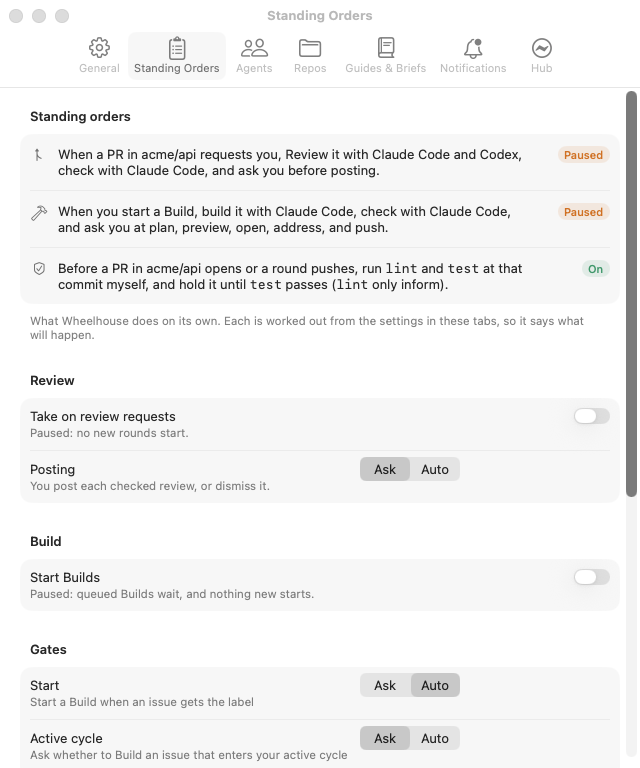 Standing Orders
General
Standing Orders
Agents
Repos
Guides & Briefs
Notifications
Hub
Standing orders
When a PR in acme/api requests you, Review it with Claude Code and Codex,
check with Claude Code, and ask you before posting.
Paused
When you start a Build, build it with Claude Code, check with Claude Code,
and ask you at plan, preview, open, address, and push.
Paused
Before a PR in acme/api opens or a round pushes, run lint and test at that
commit myself, and hold it until test passes (lint only inform).
On
What Wheelhouse does on its own. Each is worked out from the settings in these tabs, so it says what
will happen.
Review
Take on review requests
Paused: no new rounds start.
Posting
Ask
Auto
You post each checked review, or dismiss it.
Build
Start Builds
Paused: queued Builds wait, and nothing new starts.
Gates
Start
Ask
Auto
Start a Build when an issue gets the label
Active cycle
Ask
Auto
Ask whether to Build an issue that enters your active cycle